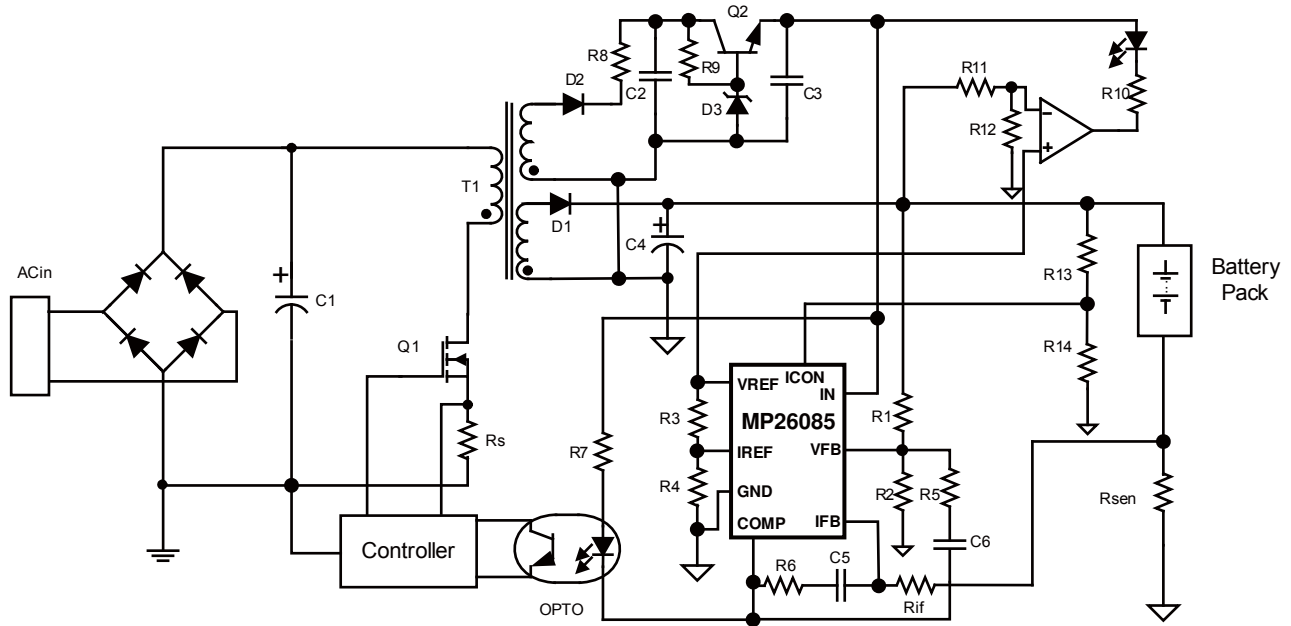 Q2
R8
D2
C2
R9
D3
C3
R11
R12
R10
−
+
T1
D1
+
C4
ACin
+
C1
Q1
Rs
R13
R14
Battery
Pack
VREF
ICON
IN
MP26085
IREF
VFB
GND
COMP
IFB
R3
R4
R7
R1
R2
R5
C6
Rsen
Controller
OPTO
R6
C5
Rif